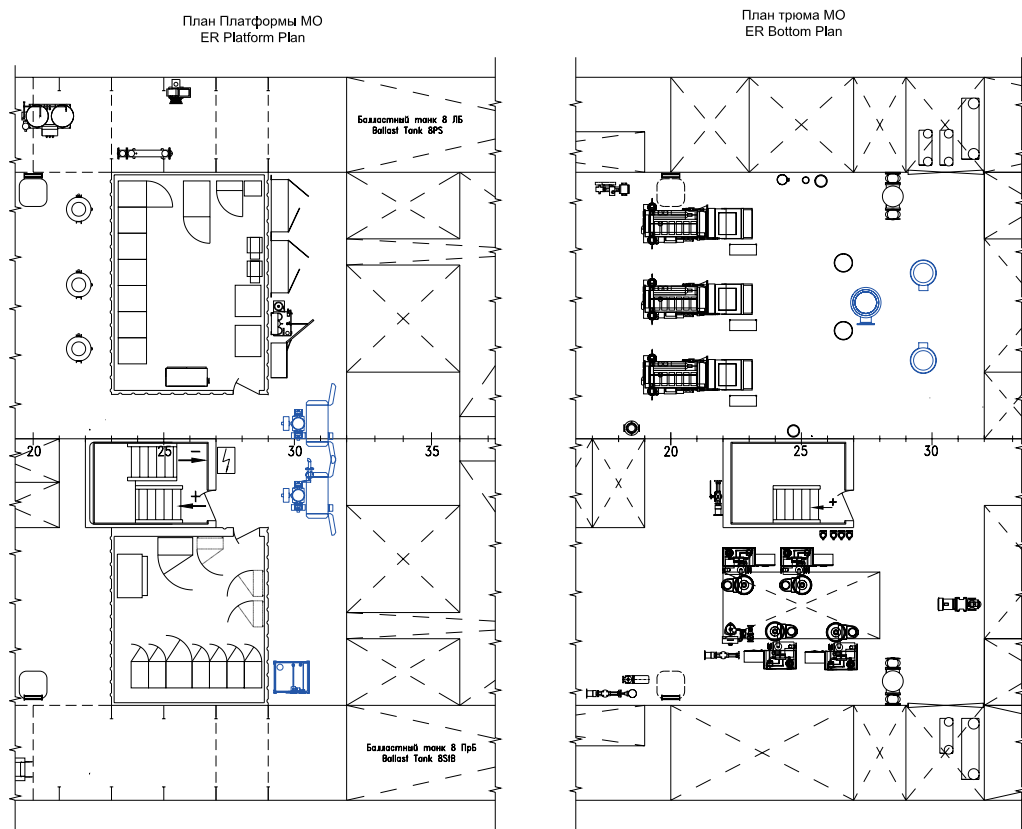 План Платформы МО
ER Platform Plan
План трюма МО
ER Bottom Plan
Балластный танк 8 ЛБ
Ballast Tank 8PS
20
25
30
35
20
25
30
−
+
+
Балластный танк 8 ПрБ
Ballast Tank 8StB